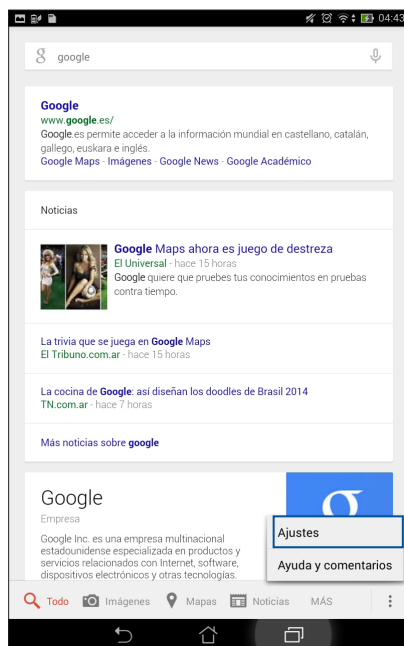 04:43
google
Google
www.google.es/
Google.es permite acceder a la información mundial en castellano, catalán,
gallego, euskara e inglés.
Google Maps - Imágenes - Google News - Google Académico
Noticias
Google Maps ahora es juego de destreza
El Universal - hace 15 horas
Google quiere que pruebes tus conocimientos en pruebas
contra tiempo.
La trivia que se juega en Google Maps
El Tribuno.com.ar - hace 15 horas
La cocina de Google: así diseñan los doodles de Brasil 2014
TN.com.ar - hace 7 horas
Más noticias sobre google
Google
Empresa
Google Inc. es una empresa multinacional
estadounidense especializada en productos y
servicios relacionados con Internet, software,
dispositivos electrónicos y otras tecnologías.
Ajustes
Ayuda y comentarios
Todo Imágenes Mapas Noticias MÁS